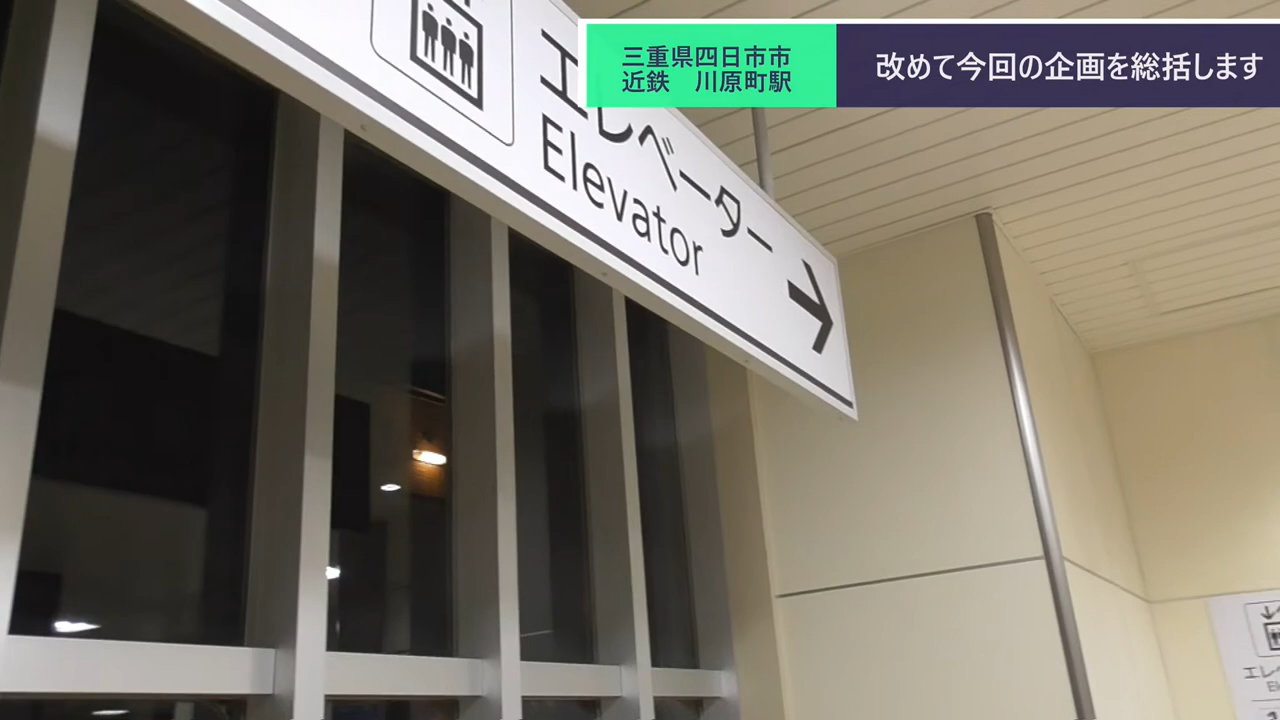 三重県四日市市
近鉄　川原町駅
改めて今回の企画を総括します
エレベーター
Elevator